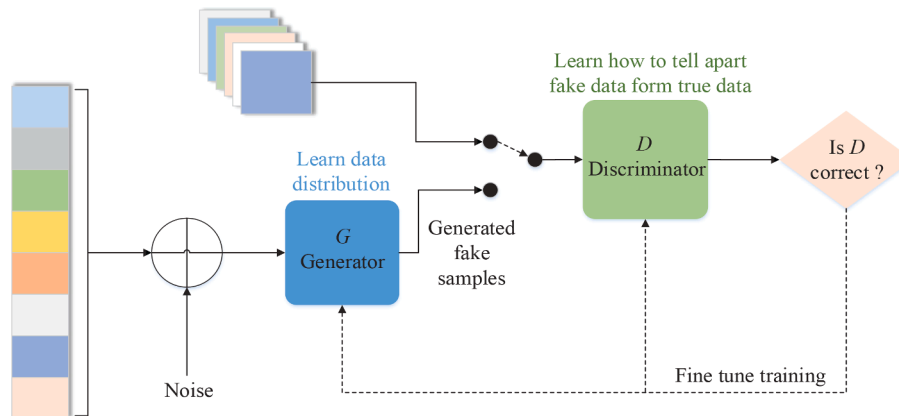 Learn how to tell apart
fake data form true data
Learn data
distribution
G
Generator
Generated
fake
samples
D
Discriminator
Is D
correct ?
Noise
Fine tune training